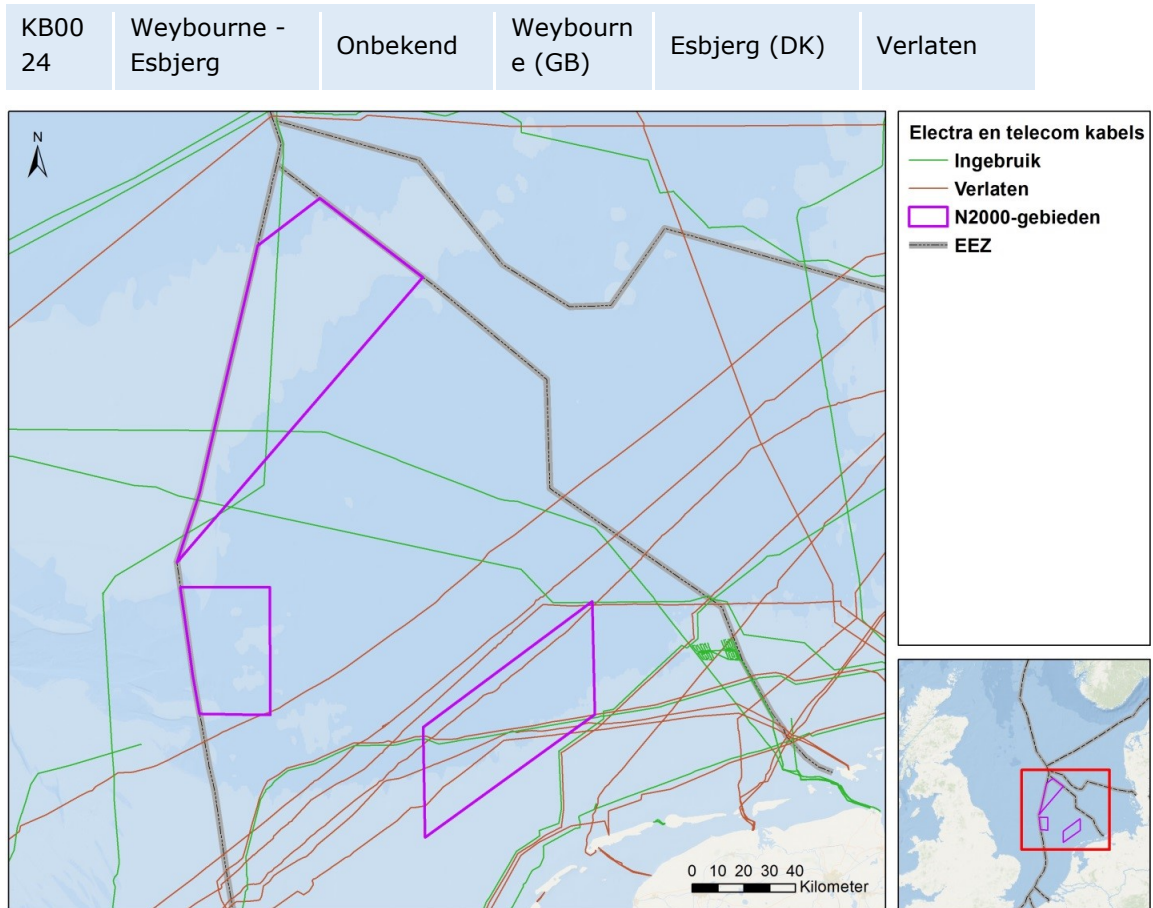 KB00 Weybourne - Onbekend Weybourn Esbjerg (DK) Verlaten
24 Esbjerg e (GB)
N
Electra en telecom kabels
Ingebruik
Verlaten
N2000-gebieden
EEZ
0 10 20 30 40
Kilometer